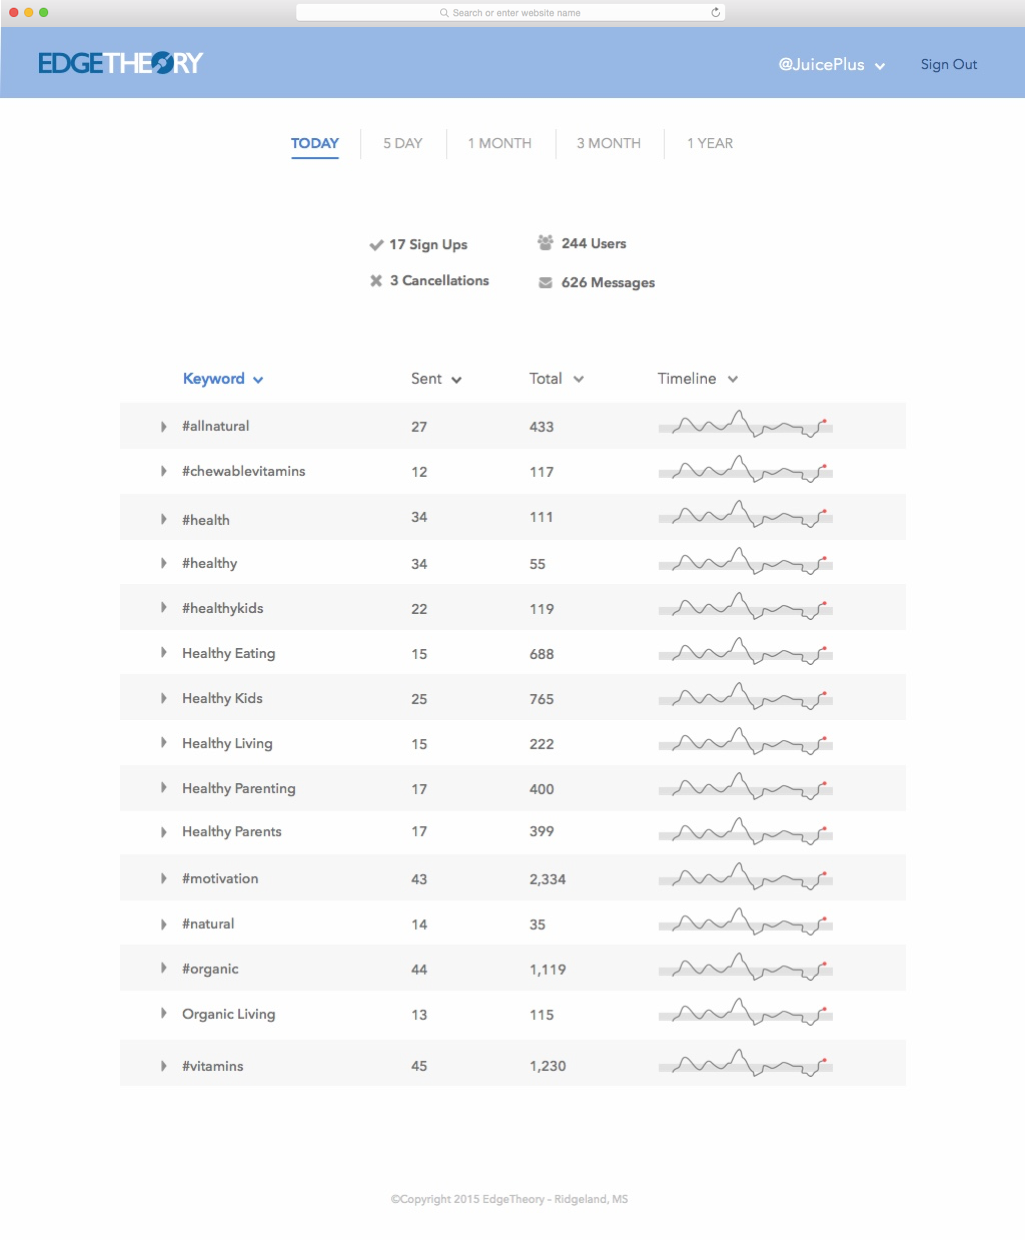 Search or enter website name
EDGETHEORY
@JuicePlus
Sign Out
TODAY
5 DAY
1 MONTH
3 MONTH
1 YEAR
17 Sign Ups
244 Users
3 Cancellations
626 Messages
Keyword Sent Total Timeline
#allnatural 27 433
#chewablevitamins 12 117
#health 34 111
#healthy 34 55
#healthykids 22 119
Healthy Eating 15 688
Healthy Kids 25 765
Healthy Living 15 222
Healthy Parenting 17 400
Healthy Parents 17 399
#motivation 43 2,334
#natural 14 35
#organic 44 1,119
Organic Living 13 115
#vitamins 45 1,230
©Copyright 2015 EdgeTheory - Ridgeland, MS